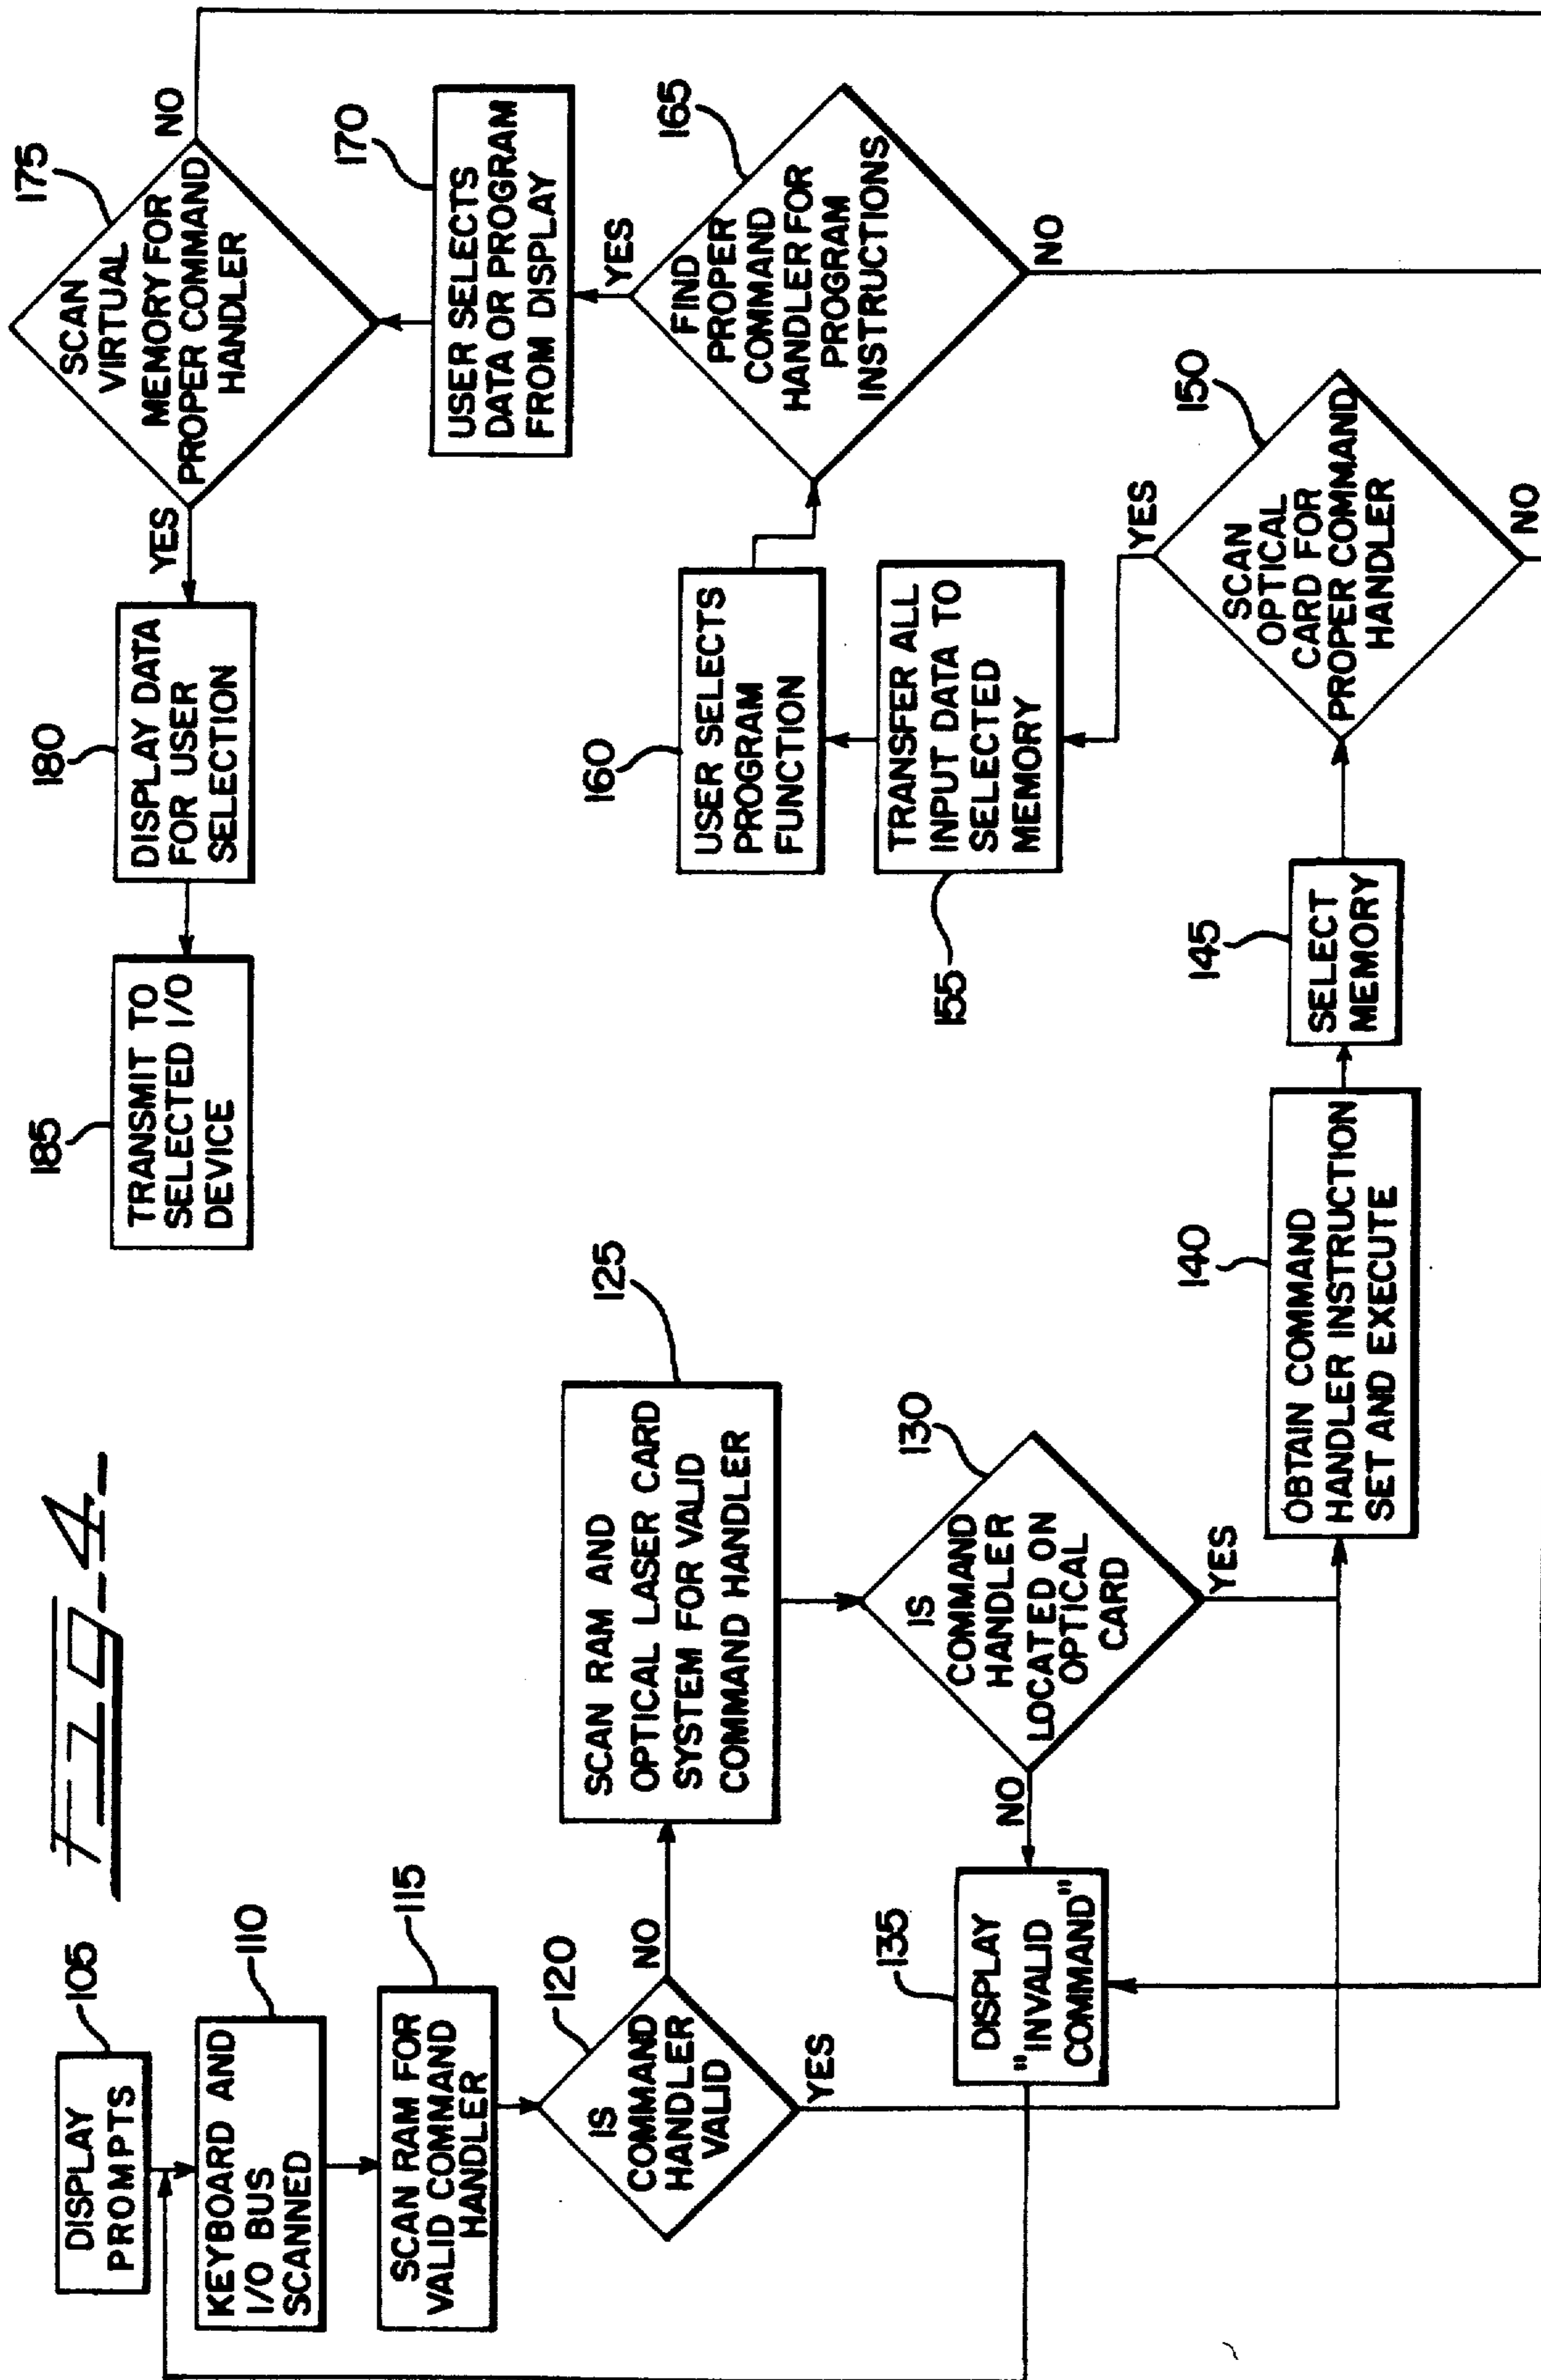 FIG-4-
105
DISPLAY
PROMPTS
110
KEYBOARD AND
I/O BUS
SCANNED
115
SCAN RAM FOR
VALID COMMAND
HANDLER
120
IS
COMMAND
HANDLER
VALID
NO
YES
125
SCAN RAM AND
OPTICAL LASER CARD
SYSTEM FOR VALID
COMMAND HANDLER
130
IS
COMMAND
HANDLER
LOCATED ON
OPTICAL
CARD
NO
YES
135
DISPLAY
"INVALID
COMMAND"
140
OBTAIN COMMAND
HANDLER INSTRUCTION
SET AND EXECUTE
145
SELECT
MEMORY
150
SCAN
OPTICAL
CARD FOR
PROPER COMMAND
HANDLER
YES
NO
155
TRANSFER ALL
INPUT DATA TO
SELECTED
MEMORY
160
USER SELECTS
PROGRAM
FUNCTION
165
FIND
PROPER
COMMAND
HANDLER FOR
PROGRAM
INSTRUCTIONS
YES
NO
170
USER SELECTS
DATA OR PROGRAM
FROM DISPLAY
175
SCAN
VIRTUAL
MEMORY FOR
PROPER COMMAND
HANDLER
NO
YES
180
DISPLAY DATA
FOR USER
SELECTION
185
TRANSMIT TO
SELECTED I/O
DEVICE